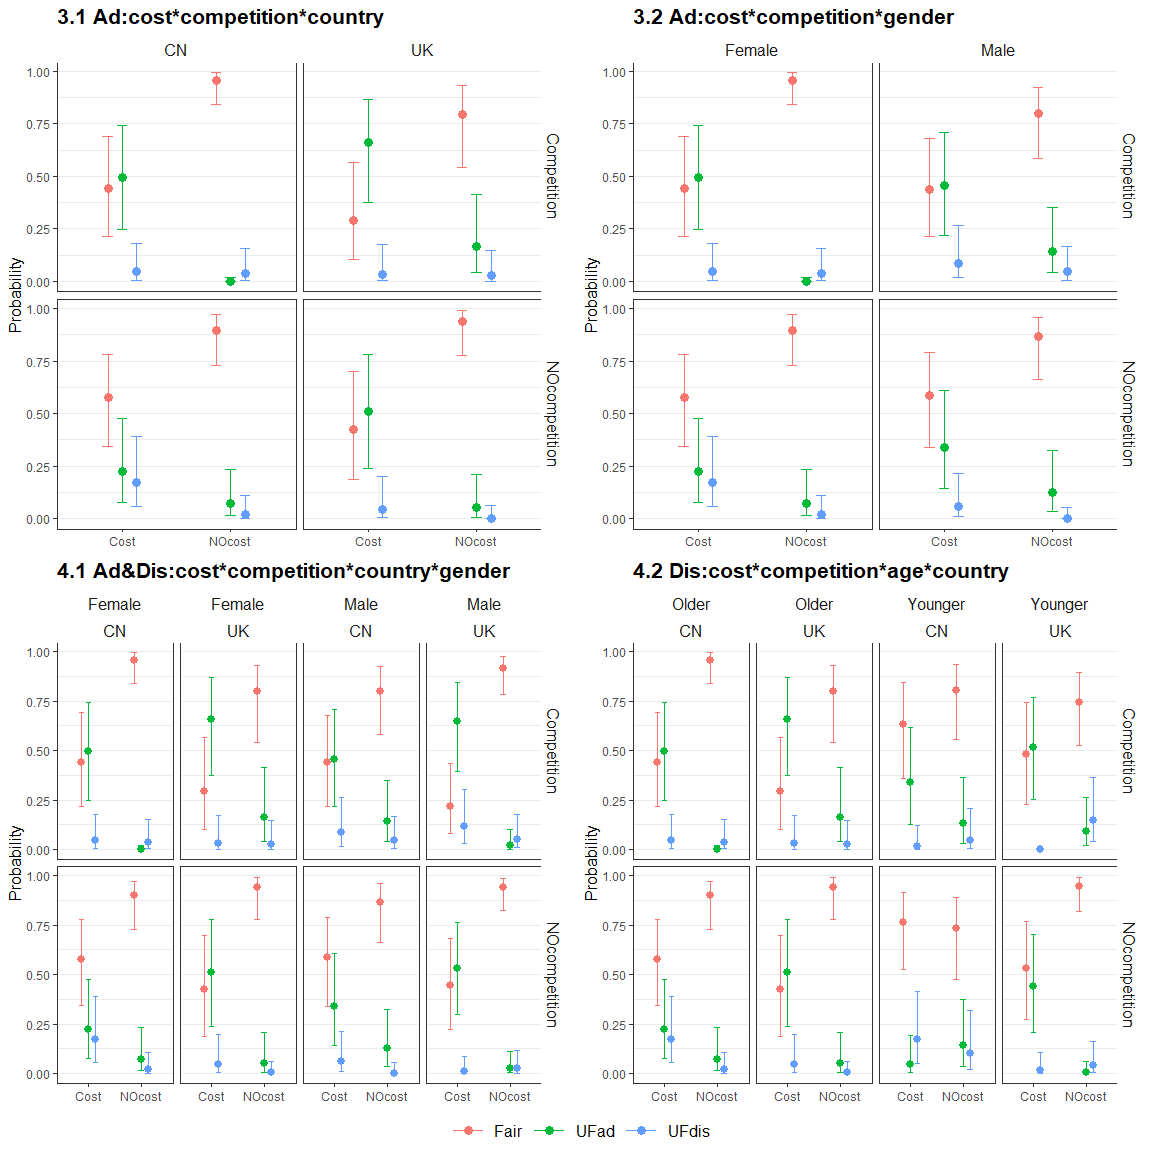 3.1 Ad:cost*competition*country
CN UK
1.00
0.75
0.50
0.25
0.00
Competition
1.00
0.75
0.50
0.25
0.00
NOcompetition
Probability
Cost NOcost Cost NOcost
3.2 Ad:cost*competition*gender
Female Male
1.00
0.75
0.50
0.25
0.00
Competition
1.00
0.75
0.50
0.25
0.00
NOcompetition
Probability
Cost NOcost Cost NOcost
4.1 Ad&Dis:cost*competition*country*gender
Female Female Male Male
CN UK CN UK
1.00
0.75
0.50
0.25
0.00
Competition
1.00
0.75
0.50
0.25
0.00
NOcompetition
Probability
Cost NOcost Cost NOcost Cost NOcost Cost NOcost
4.2 Dis:cost*competition*age*country
Older Older Younger Younger
CN UK CN UK
1.00
0.75
0.50
0.25
0.00
Competition
1.00
0.75
0.50
0.25
0.00
NOcompetition
Probability
Cost NOcost Cost NOcost Cost NOcost Cost NOcost
Fair UFad UFdis